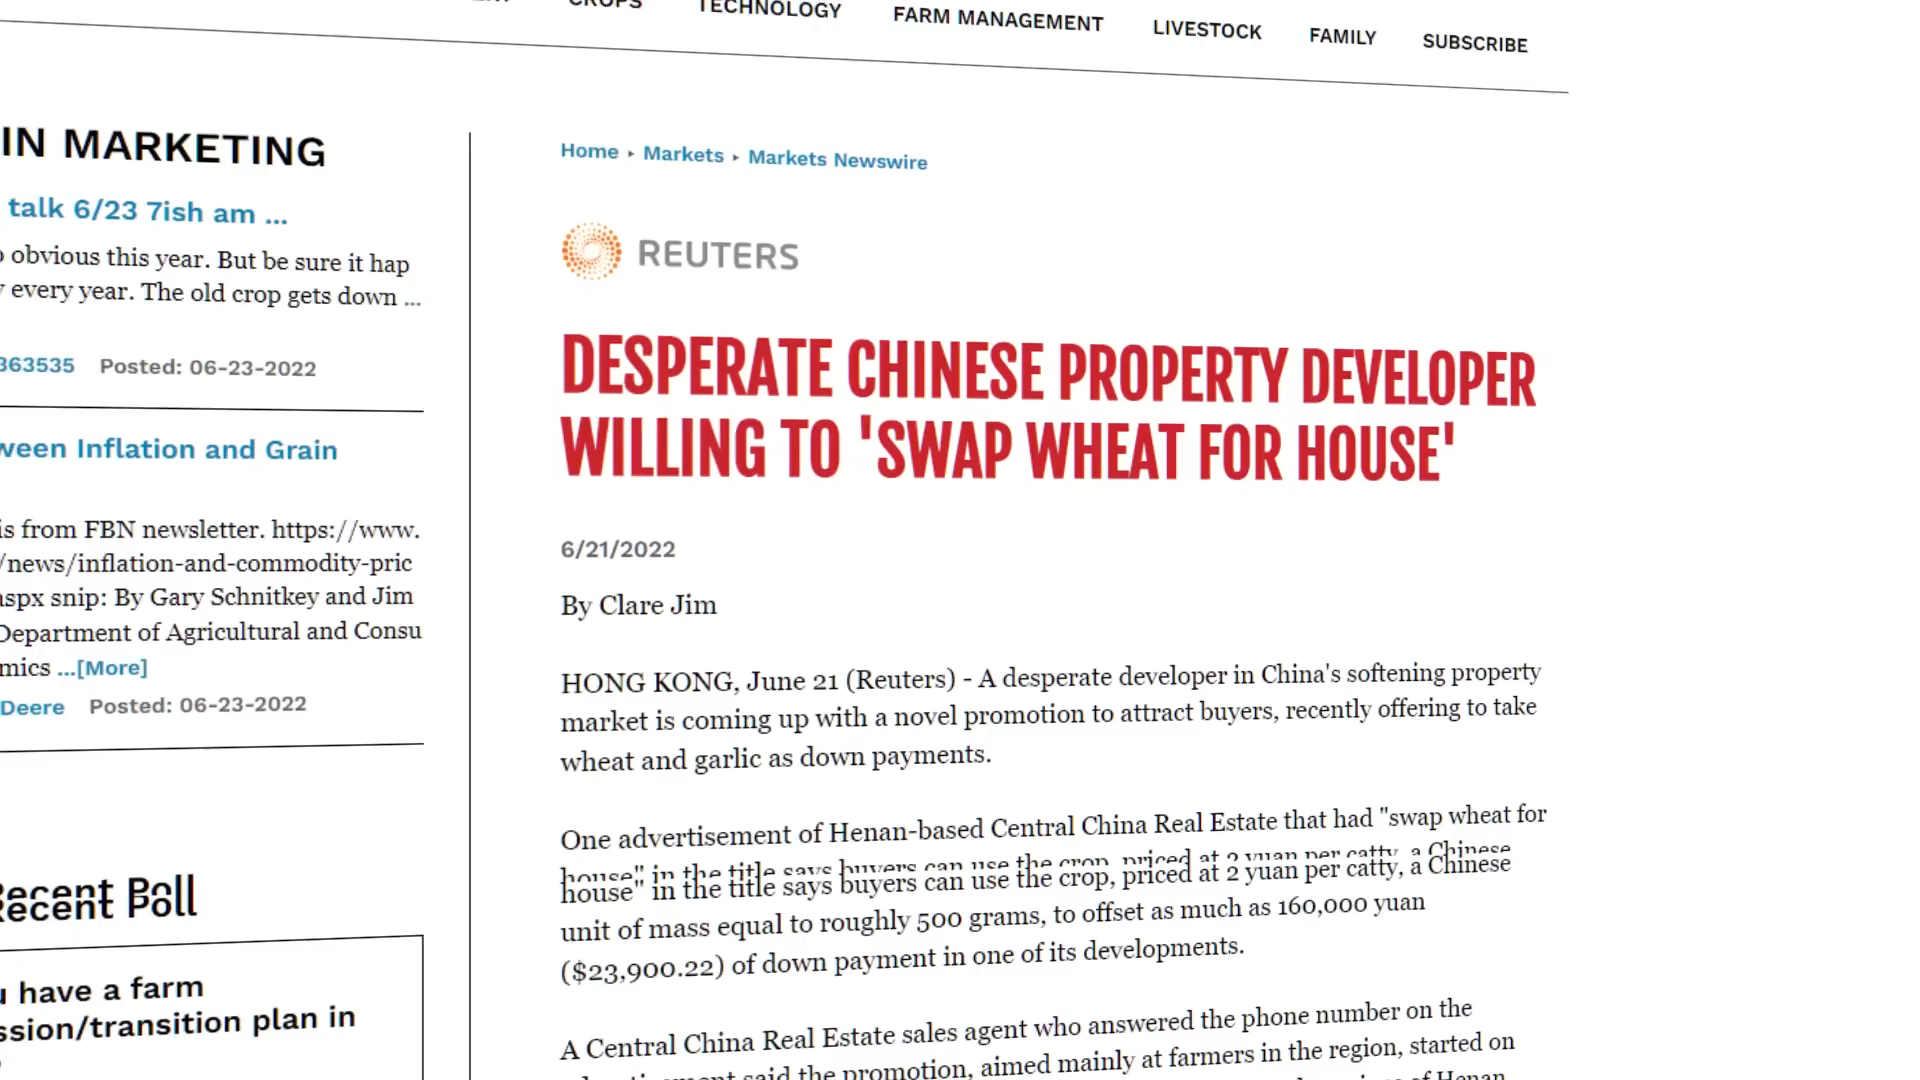 CROPS
TECHNOLOGY
FARM MANAGEMENT
LIVESTOCK
FAMILY
SUBSCRIBE
IN MARKETING
talk 6/23 7ish am ...
obvious this year. But be sure it hap
every year. The old crop gets down ...
363535 Posted: 06-23-2022
ween Inflation and Grain
is from FBN newsletter. https://www.
/news/inflation-and-commodity-pric
aspx snip: By Gary Schnitkey and Jim
Department of Agricultural and Consu
mics ...[More]
Deere Posted: 06-23-2022
Recent Poll
u have a farm
ssion/transition plan in
Home ▸ Markets ▸ Markets Newswire
REUTERS
DESPERATE CHINESE PROPERTY DEVELOPER
WILLING TO 'SWAP WHEAT FOR HOUSE'
6/21/2022
By Clare Jim
HONG KONG, June 21 (Reuters) - A desperate developer in China's softening property
market is coming up with a novel promotion to attract buyers, recently offering to take
wheat and garlic as down payments.
One advertisement of Henan-based Central China Real Estate that had "swap wheat for
house" in the title says buyers can use the crop, priced at 2 yuan per catty, a Chinese
unit of mass equal to roughly 500 grams, to offset as much as 160,000 yuan
($23,900.22) of down payment in one of its developments.
A Central China Real Estate sales agent who answered the phone number on the
said the promotion, aimed mainly at farmers in the region, started on
of Henan